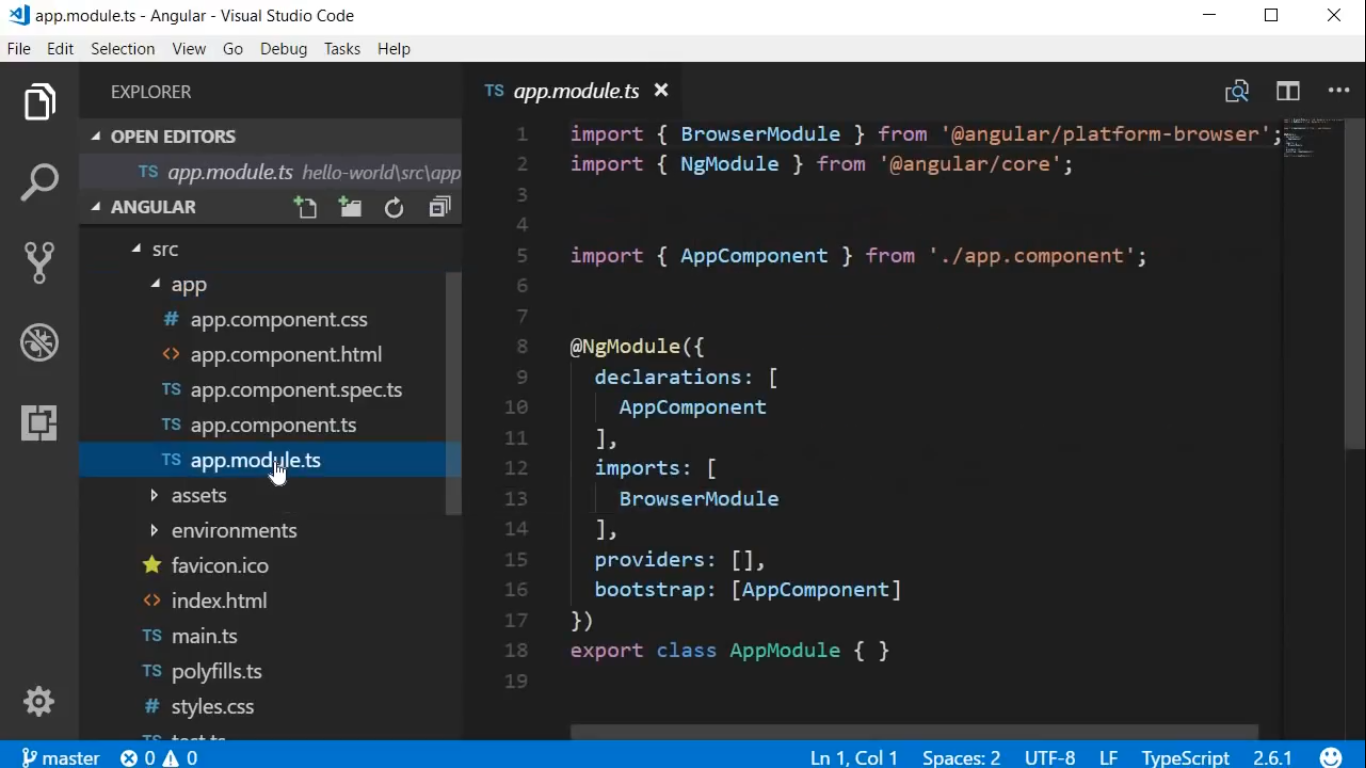 app.module.ts - Angular - Visual Studio Code
File Edit Selection View Go Debug Tasks Help
EXPLORER
OPEN EDITORS
TS app.module.ts hello-world\src\app
ANGULAR
src
app
# app.component.css
<> app.component.html
TS app.component.spec.ts
TS app.component.ts
TS app.module.ts
assets
environments
favicon.ico
<> index.html
TS main.ts
TS polyfills.ts
# styles.css
TS test.ts
TS app.module.ts
1 import { BrowserModule } from '@angular/platform-browser';
2 import { NgModule } from '@angular/core';
3
4
5 import { AppComponent } from './app.component';
6
7
8 @NgModule({
9 declarations: [
10 AppComponent
11 ],
12 imports: [
13 BrowserModule
14 ],
15 providers: [],
16 bootstrap: [AppComponent]
17 })
18 export class AppModule { }
19
master 0 0 Ln 1, Col 1 Spaces: 2 UTF-8 LF TypeScript 2.6.1